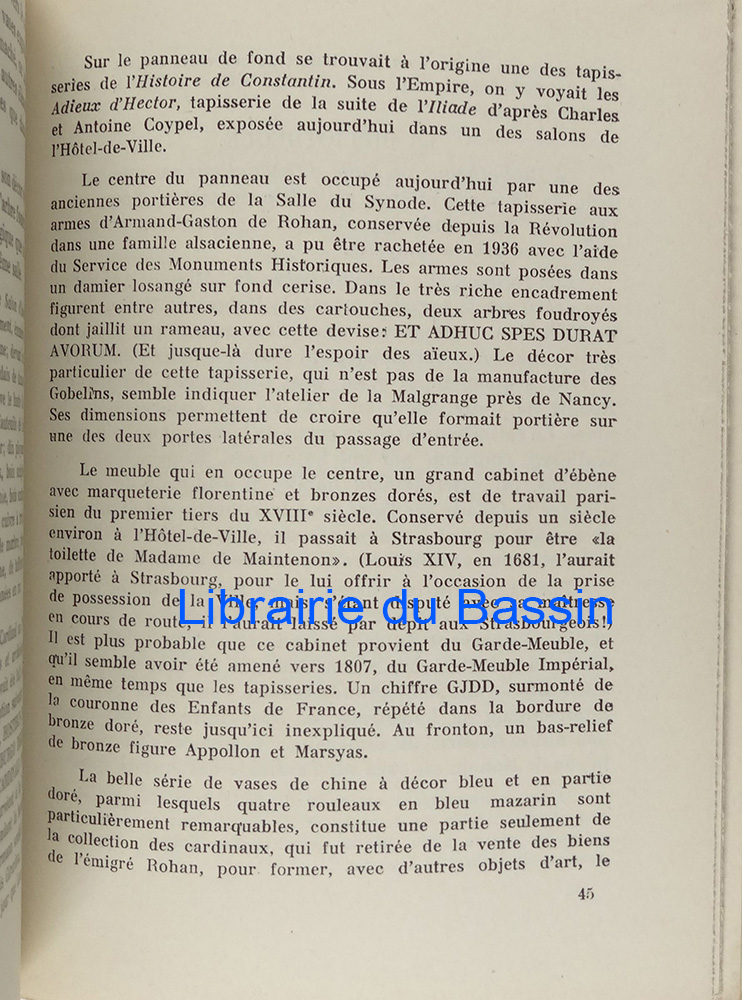 Sur le panneau de fond se trouvait à l'origine une des tapis-
series de l'Histoire de Constantin. Sous l'Empire, on y voyait les
Adieux d'Hector, tapisserie de la suite de l'Iliade d'après Charles
et Antoine Coypel, exposée aujourd'hui dans un des salons de
l'Hôtel-de-Ville.
Le centre du panneau est occupé aujourd'hui par une des
anciennes portières de la Salle du Synode. Cette tapisserie aux
armes d'Armand-Gaston de Rohan, conservée depuis la Révolution
dans une famille alsacienne, a pu être rachetée en 1936 avec l'aide
du Service des Monuments Historiques. Les armes sont posées dans
un damier losangé sur fond cerise. Dans le très riche encadrement
figurent entre autres, dans des cartouches, deux arbres foudroyés
dont jaillit un rameau, avec cette devise: ET ADHUC SPES DURAT
AVORUM. (Et jusque-là dure l'espoir des aïeux.) Le décor très
particulier de cette tapisserie, qui n'est pas de la manufacture des
Gobelins, semble indiquer l'atelier de la Malgrange près de Nancy.
Ses dimensions permettent de croire qu'elle formait portière sur
une des deux portes latérales du passage d'entrée.
Le meuble qui en occupe le centre, un grand cabinet d'ébène
avec marqueterie florentine et bronzes dorés, est de travail pari-
sien du premier tiers du XVIIIe siècle. Conservé depuis un siècle
environ à l'Hôtel-de-Ville, il passait à Strasbourg pour être «la
toilette de Madame de Maintenon». (Louis XIV, en 1681, l'aurait
apporté à Strasbourg, pour le lui offrir à l'occasion de la prise
de possession de la Ville, mais s'étant disputé avec sa maîtresse
en cours de route, il l'aurait laissé par dépit aux Strasbourgeois!)
Il est plus probable que ce cabinet provient du Garde-Meuble, et
qu'il semble avoir été amené vers 1807, du Garde-Meuble Impérial,
en même temps que les tapisseries. Un chiffre GJDD, surmonté de
la couronne des Enfants de France, répété dans la bordure de
bronze doré, reste jusqu'ici inexpliqué. Au fronton, un bas-relief
de bronze figure Appollon et Marsyas.
La belle série de vases de chine à décor bleu et en partie
doré, parmi lesquels quatre rouleaux en bleu mazarin sont
particulièrement remarquables, constitue une partie seulement de
la collection des cardinaux, qui fut retirée de la vente des biens
de l'émigré Rohan, pour former, avec d'autres objets d'art, le
45
Librairie du Bassin